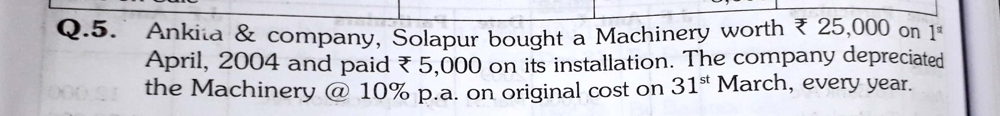 Q.5. Ankita & company, Solapur bought a Machinery worth ₹ 25,000 on 1st
April, 2004 and paid ₹ 5,000 on its installation. The company depreciated
the Machinery @ 10% p.a. on original cost on 31st March, every year.